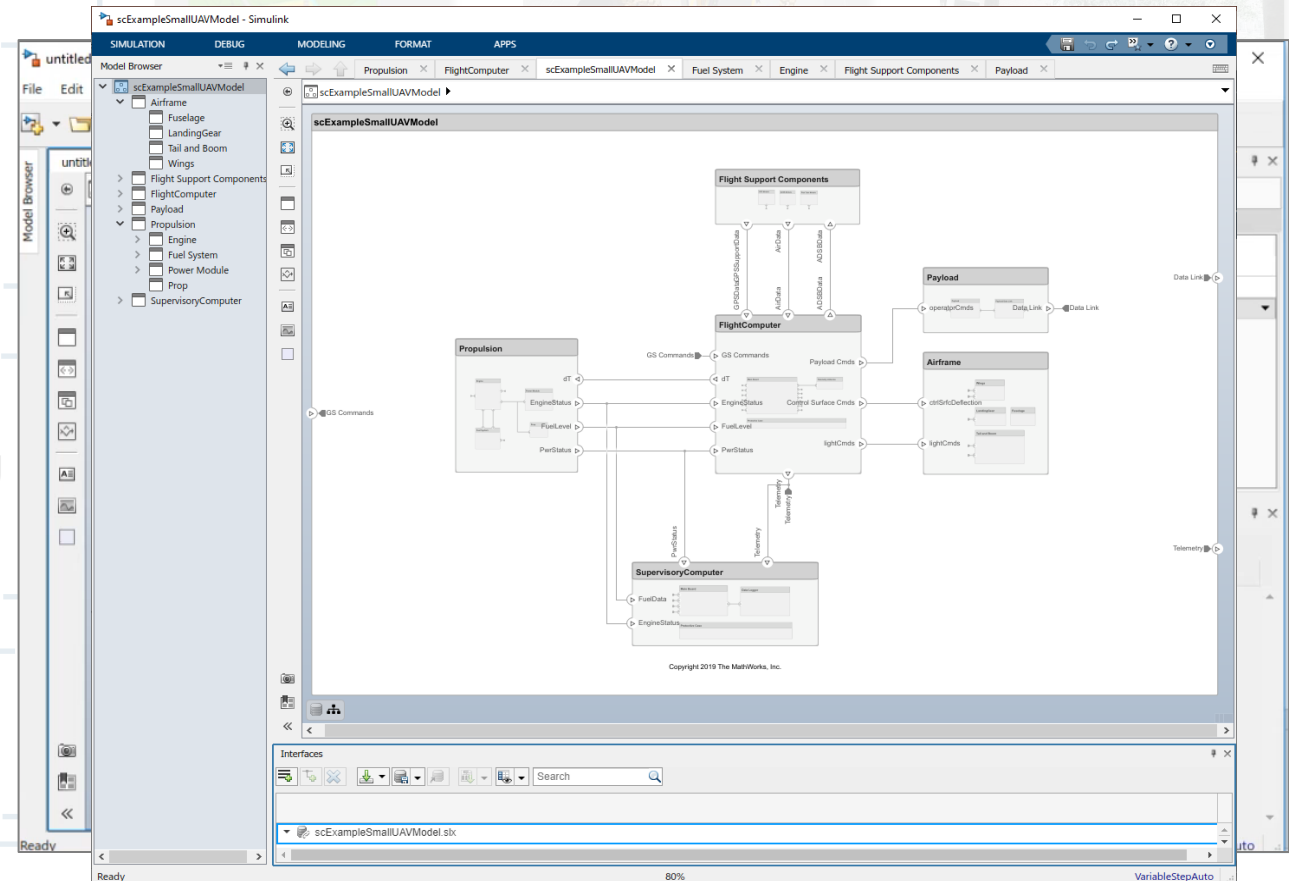 scExampleSmallUAVModel - Simulink
SIMULATION DEBUG MODELING FORMAT APPS
untitled
File Edit
Model Browser
untitl
Ready
uto
Model Browser
scExampleSmallUAVModel
Airframe
Fuselage
LandingGear
Tail and Boom
Wings
Flight Support Components
FlightComputer
Payload
Propulsion
Engine
Fuel System
Power Module
Prop
SupervisoryComputer
Propulsion FlightComputer scExampleSmallUAVModel Fuel System Engine Flight Support Components Payload
scExampleSmallUAVModel
scExampleSmallUAVModel
Flight Support Components
GPSDataGPSSupportData
AirData
AirData
ADSBData
ADSBData
FlightComputer
GS Commands
GS Commands
Payload Cmds
dT
EngineStatus
Control Surface Cmds
FuelLevel
lightCmds
PwrStatus
Telemetry
Telemetry
Propulsion
dT
EngineStatus
FuelLevel
PwrStatus
GS Commands
Payload
operatorCmds
Data Link
Data Link
Data Link
Airframe
ctrlSrfcDeflection
lightCmds
Telemetry
PwrStatus
Telemetry
SupervisoryComputer
FuelData
EngineStatus
Copyright 2019 The MathWorks, Inc.
Interfaces
Search
scExampleSmallUAVModel.slx
Ready
80%
VariableStepAuto